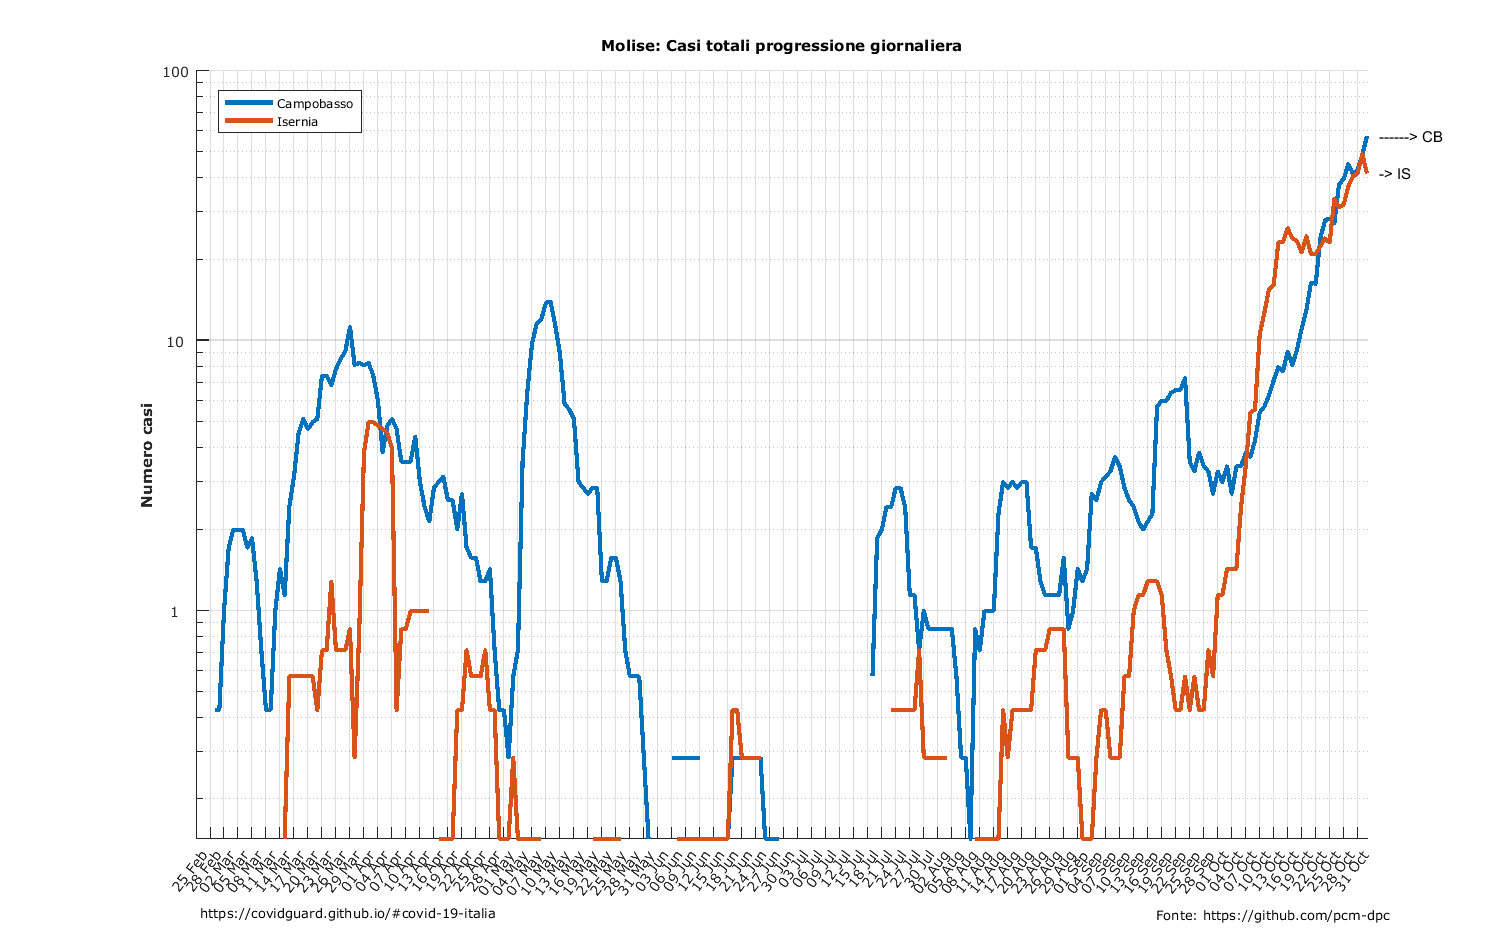 Molise: Casi totali progressione giornaliera
100
10
1
Numero casi
Campobasso
Isernia
------> CB
-> IS
25 Feb
28 Feb
02 Mar
05 Mar
08 Mar
11 Mar
14 Mar
17 Mar
20 Mar
23 Mar
26 Mar
29 Mar
01 Apr
04 Apr
07 Apr
10 Apr
13 Apr
16 Apr
19 Apr
22 Apr
25 Apr
28 Apr
01 May
04 May
07 May
10 May
13 May
16 May
19 May
22 May
25 May
28 May
31 May
03 Jun
06 Jun
09 Jun
12 Jun
15 Jun
18 Jun
21 Jun
24 Jun
27 Jun
30 Jun
03 Jul
06 Jul
09 Jul
12 Jul
15 Jul
18 Jul
21 Jul
24 Jul
27 Jul
30 Jul
02 Aug
05 Aug
08 Aug
11 Aug
14 Aug
17 Aug
20 Aug
23 Aug
26 Aug
29 Aug
01 Sep
04 Sep
07 Sep
10 Sep
13 Sep
16 Sep
19 Sep
22 Sep
25 Sep
28 Sep
01 Oct
04 Oct
07 Oct
10 Oct
13 Oct
16 Oct
19 Oct
22 Oct
25 Oct
28 Oct
31 Oct
https://covidguard.github.io/#covid-19-italia
Fonte: https://github.com/pcm-dpc